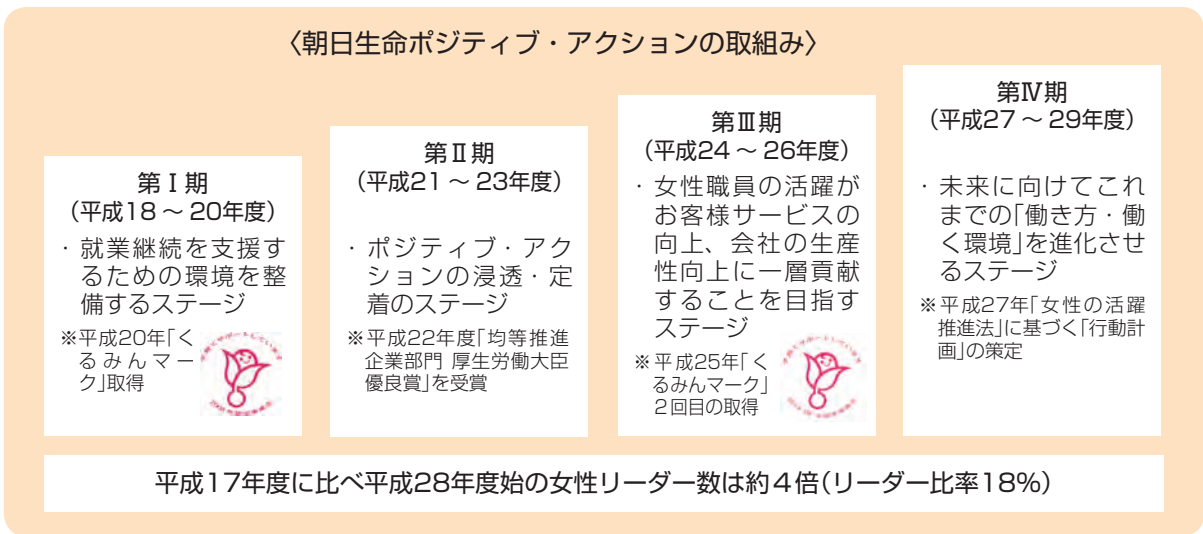 〈朝日生命ポジティブ・アクションの取組み〉
第Ⅰ期
（平成18～20年度）
・就業継続を支援す
るための環境を整
備するステージ
※平成20年「く
るみんマー
ク」取得
第Ⅱ期
（平成21～23年度）
・ポジティブ・アク
ションの浸透・定
着のステージ
※平成22年度「均等推進
企業部門 厚生労働大臣
優良賞」を受賞
第Ⅲ期
（平成24～26年度）
・女性職員の活躍が
お客様サービスの
向上、会社の生産
性向上に一層貢献
することを目指す
ステージ
※平成25年「く
るみんマーク」
２回目の取得
第Ⅳ期
（平成27～29年度）
・未来に向けてこれ
までの「働き方・働
く環境」を進化させ
るステージ
※平成27年「女性の活躍
推進法」に基づく「行動計
画」の策定
平成17年度に比べ平成28年度始の女性リーダー数は約４倍（リーダー比率18%）